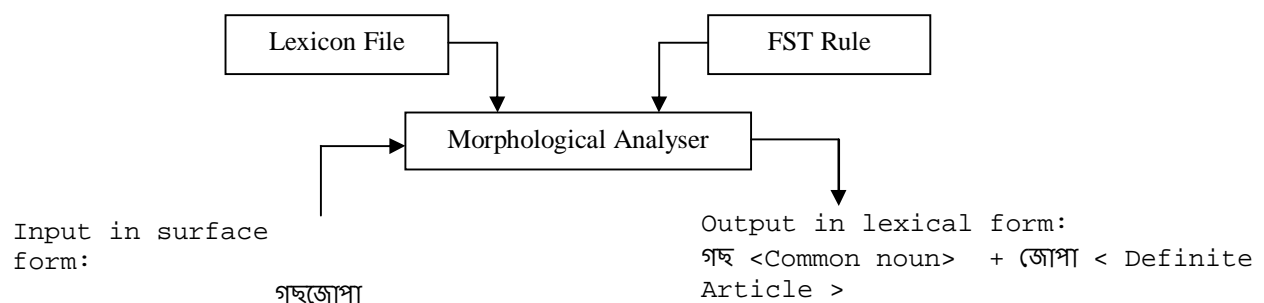 Lexicon File
FST Rule
Morphological Analyser
Input in surface
form:
গছজোপা
Output in lexical form:
গছ <Common noun> + জোপা < Definite
Article >